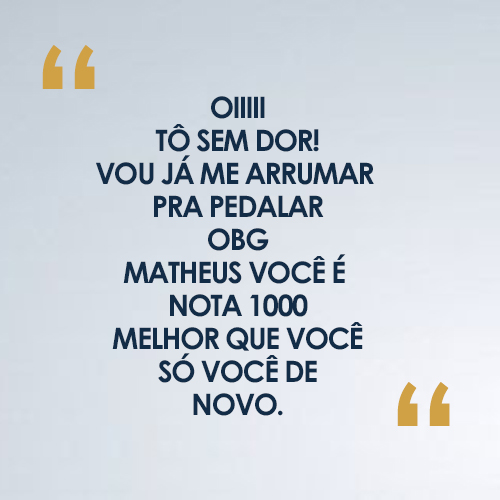 OIIIII
TÔ SEM DOR!
VOU JÁ ME ARRUMAR
PRA PEDALAR
OBG
MATHEUS VOCÊ É
NOTA 1000
MELHOR QUE VOCÊ
SÓ VOCÊ DE
NOVO.